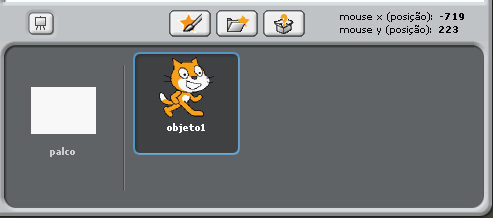 mouse x (posição): -719
mouse y (posição): 223
objeto1
palco